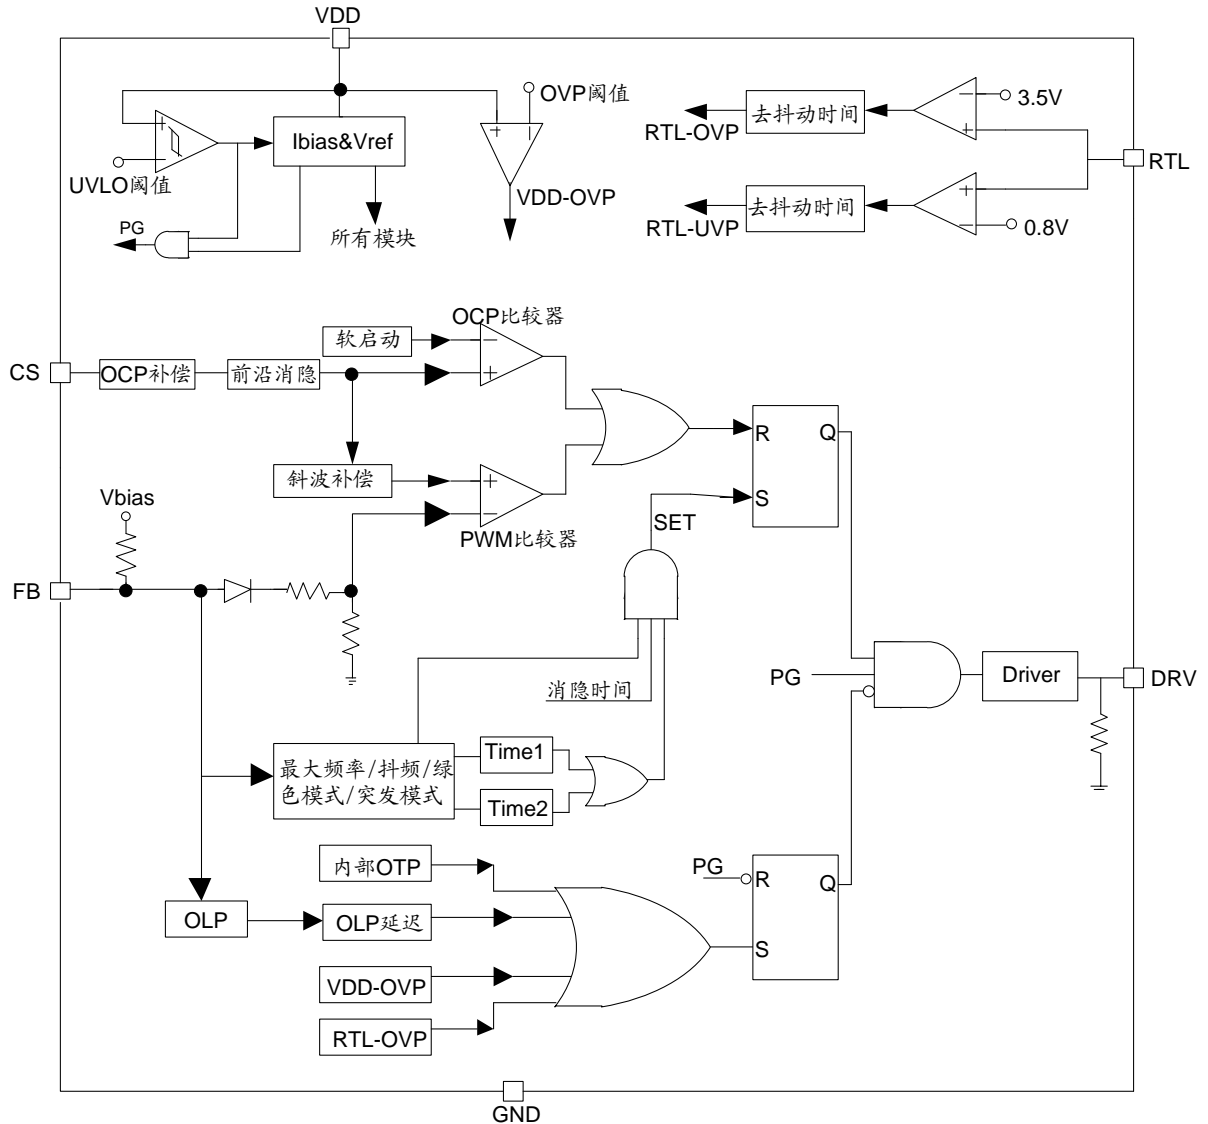 VDD
OVP阈值
UVLO阈值
Ibias&Vref
VDD-OVP
PG
所有模块
RTL-OVP
去抖动时间
3.5V
RTL
RTL-UVP
去抖动时间
0.8V
OCP比较器
软启动
CS
OCP补偿
前沿消隐
斜波补偿
PWM比较器
R
Q
S
SET
Vbias
FB
消隐时间
PG
Driver
DRV
最大频率/抖频/绿
色模式/突发模式
Time1
Time2
内部OTP
OLP
OLP延迟
VDD-OVP
RTL-OVP
PG
R
Q
S
GND